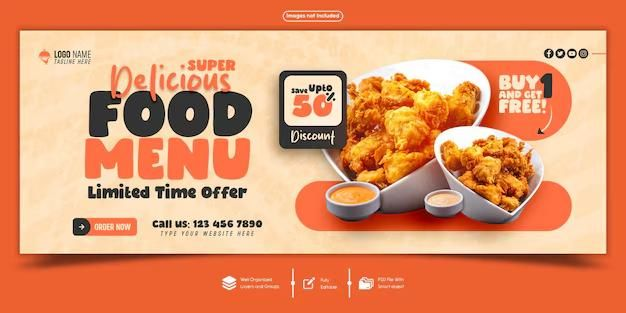 Images not Included
LOGO NAME
TAGLINE HERE
SUPER
Delicious
FOOD
MENU
Limited Time Offer
ORDER NOW
Call us: 123 456 7890
TYPE YOUR WEBSITE
Save Upto
50%
Discount
BUY 1
AND GET
FREE!
Well Organized
Layers and Groups
Fully
Editable
PSD File With
Smart object